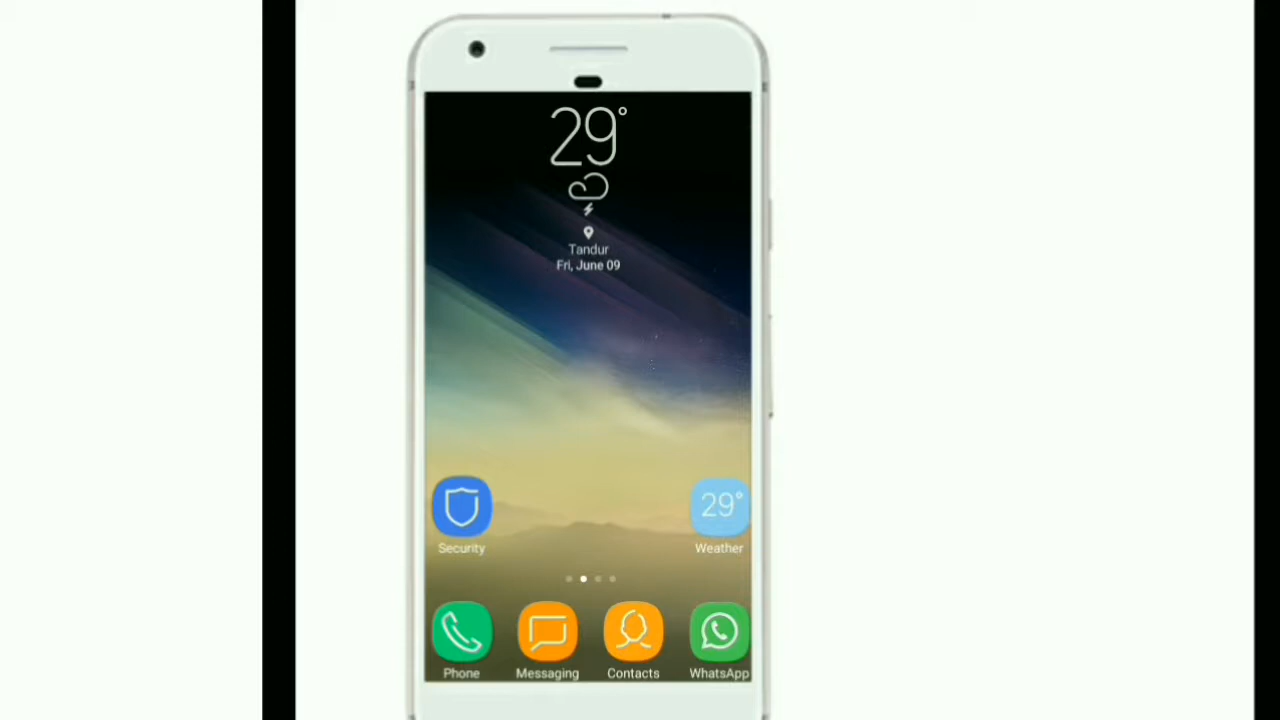 29°
Tandur
Fri, June 09
29°
Security
Weather
Phone
Messaging
Contacts
WhatsApp